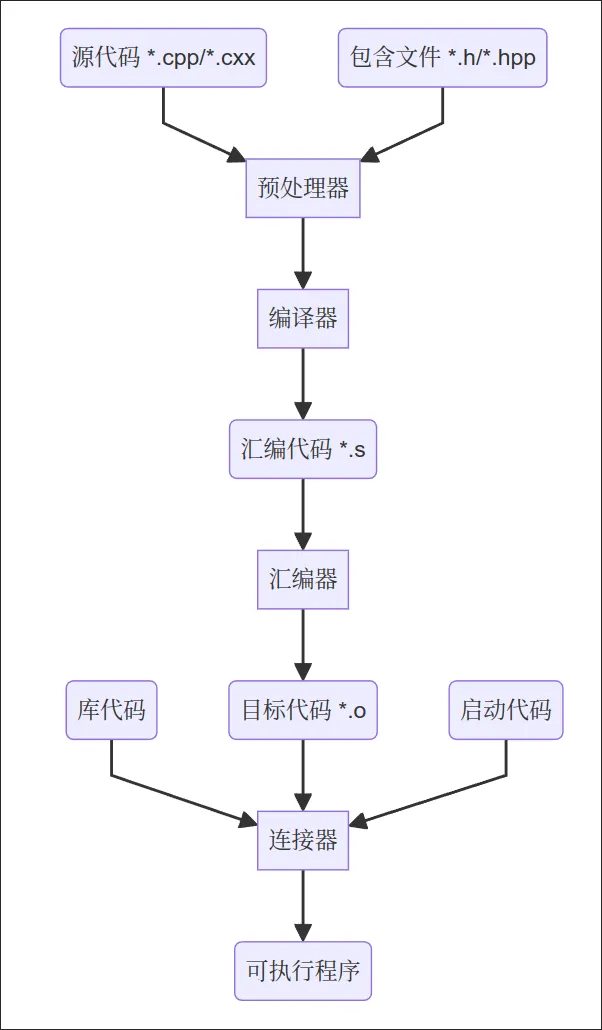 源代码 *.cpp/*.cxx
包含文件 *.h/*.hpp
预处理器
编译器
汇编代码 *.s
汇编器
库代码
目标代码 *.o
启动代码
连接器
可执行程序